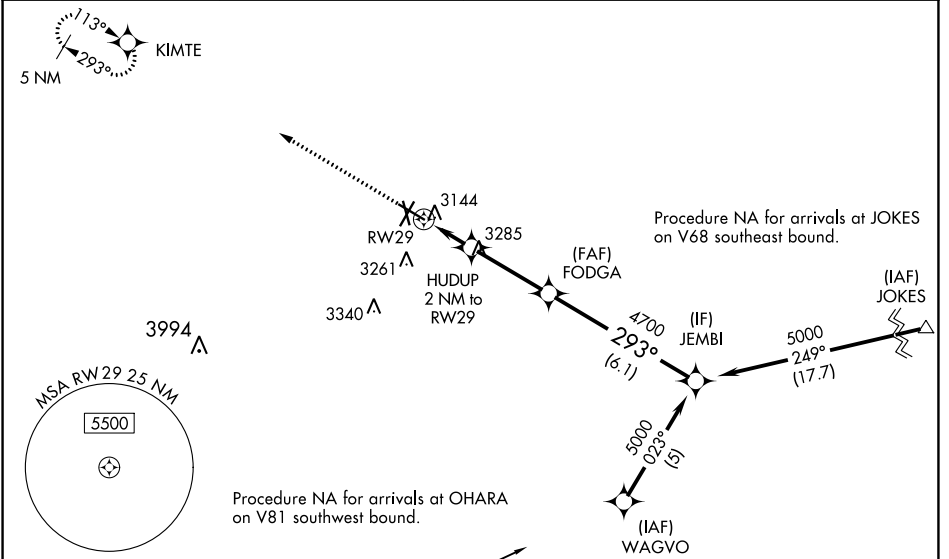 113°
293°
5 NM
KIMTE
3144
RW29
3285
3261
HUDUP
2 NM to
RW29
3340
3994
(FAF)
FODGA
Procedure NA for arrivals at JOKES
on V68 southeast bound.
(IAF)
JOKES
4700
293°
(6.1)
(IF)
JEMBI
5000
249°
(17.7)
MSA RW29 25 NM
5500
5000
023°
(5)
Procedure NA for arrivals at OHARA
on V81 southwest bound.
(IAF)
WAGVO